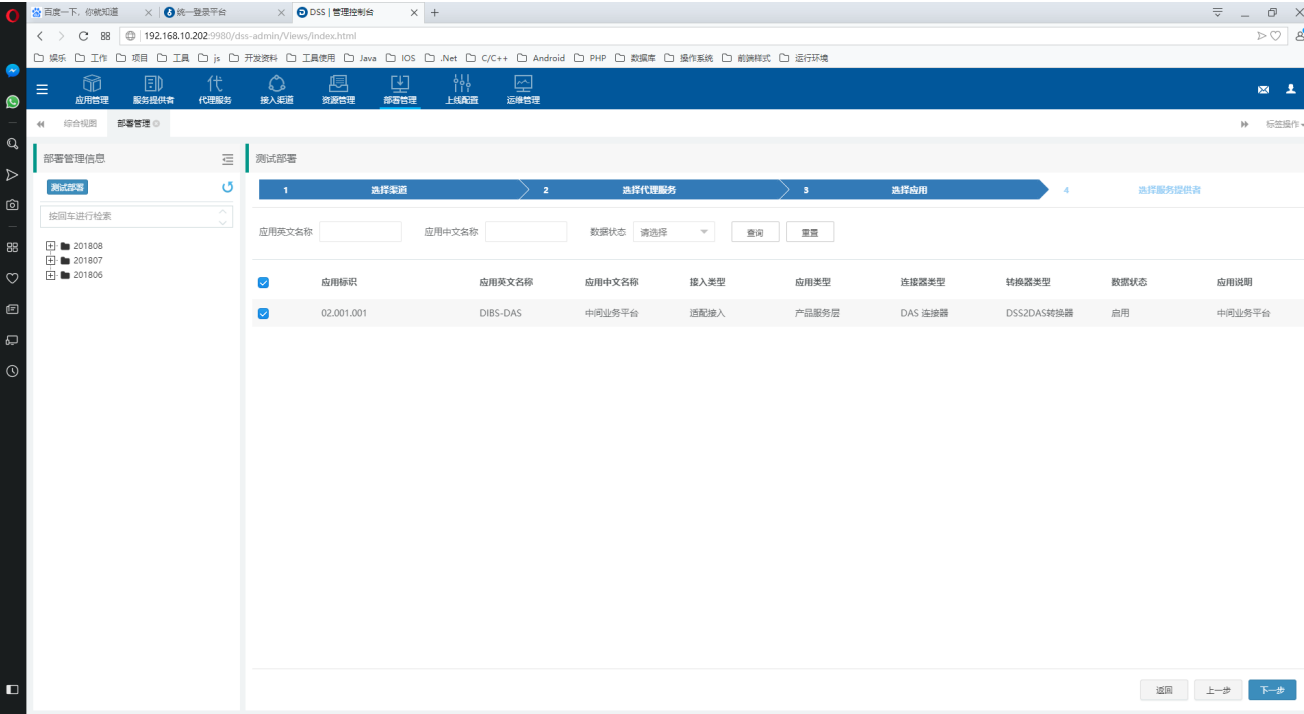 百度一下，你就知道 统一登录平台 DSS | 管理控制台
192.168.10.202:9980/dss-admin/Views/index.html
娱乐 工作 项目 工具 js 开发资料 工具使用 Java IOS .Net C/C++ Android PHP 数据库 操作系统 前端样式 运行环境
应用管理 服务提供者 代理服务 接入渠道 资源管理 部署管理 上线配置 运维管理
综合视图 部署管理 标签操作
部署管理信息 测试部署
测试部署 1 选择渠道 2 选择代理服务 3 选择应用 4 选择服务提供者
按回车进行检索
应用英文名称 应用中文名称 数据状态 请选择 查询 重置
201808
201807
201806
应用标识 应用英文名称 应用中文名称 接入类型 应用类型 连接器类型 转换器类型 数据状态 应用说明
02.001.001 DIBS-DAS 中间业务平台 适配接入 产品服务层 DAS 连接器 DSS2DAS转换器 启用 中间业务平台
返回 上一步 下一步